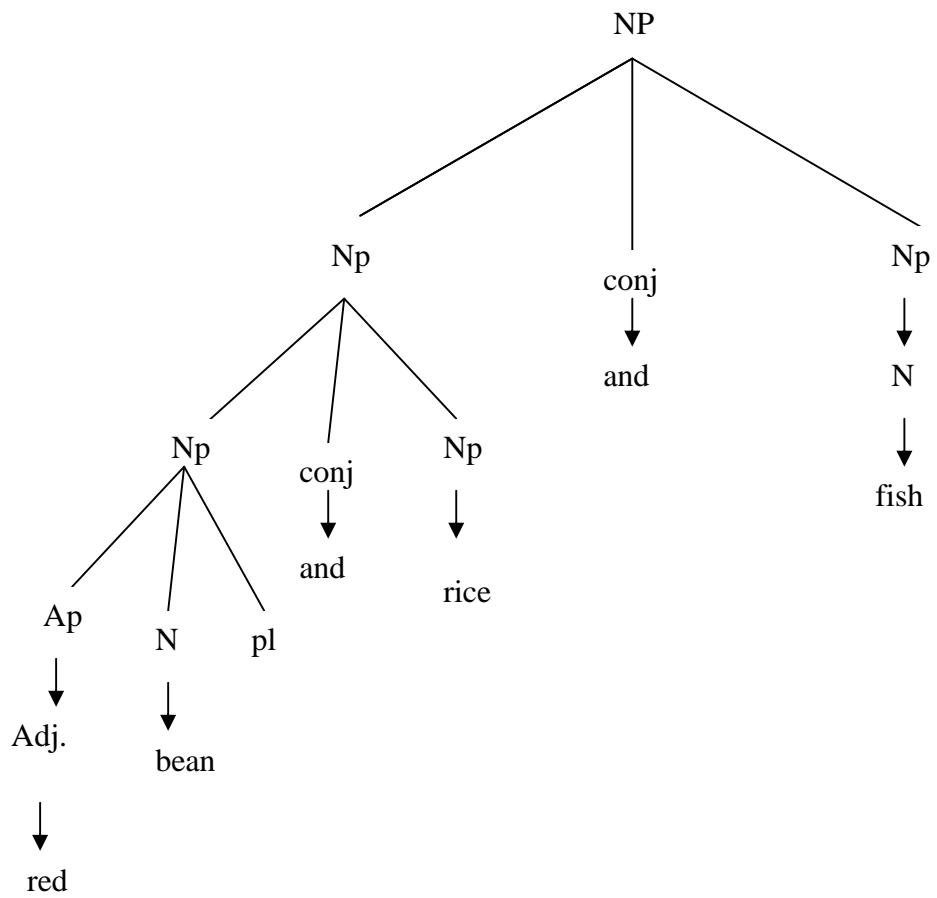 NP
Np
Np
conj
and
N
Np
Np
conj
fish
and
rice
Ap
N
pl
Adj.
bean
red